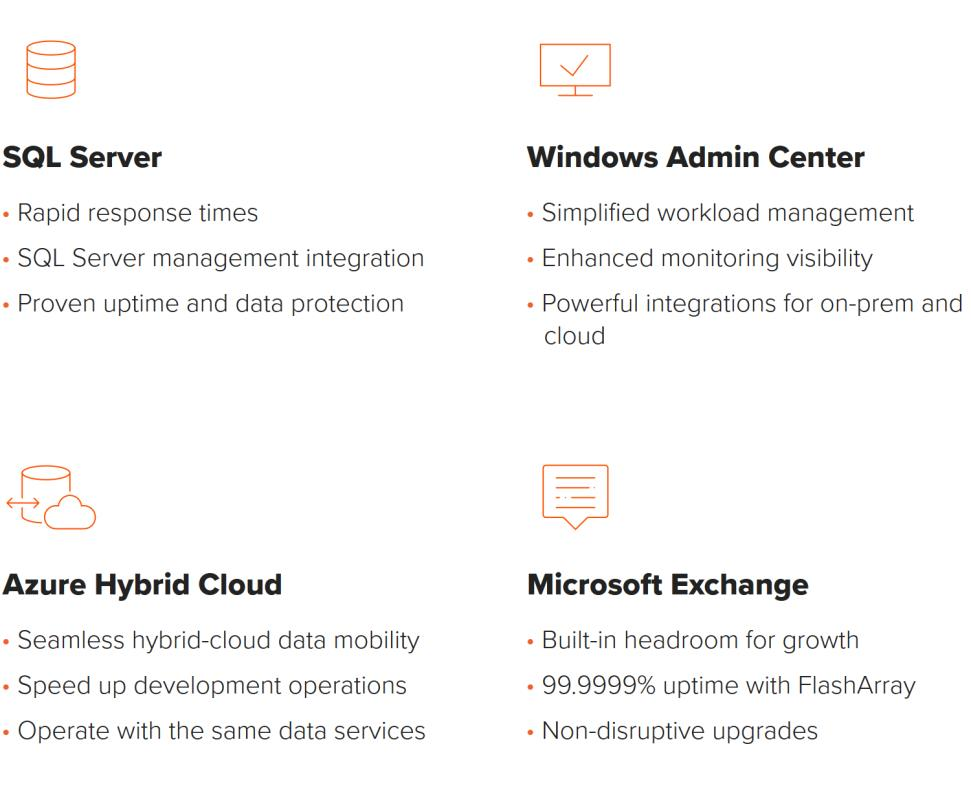 SQL Server
• Rapid response times
• SQL Server management integration
• Proven uptime and data protection
Windows Admin Center
• Simplified workload management
• Enhanced monitoring visibility
• Powerful integrations for on-prem and
cloud
Azure Hybrid Cloud
• Seamless hybrid-cloud data mobility
• Speed up development operations
• Operate with the same data services
Microsoft Exchange
• Built-in headroom for growth
• 99.9999% uptime with FlashArray
• Non-disruptive upgrades